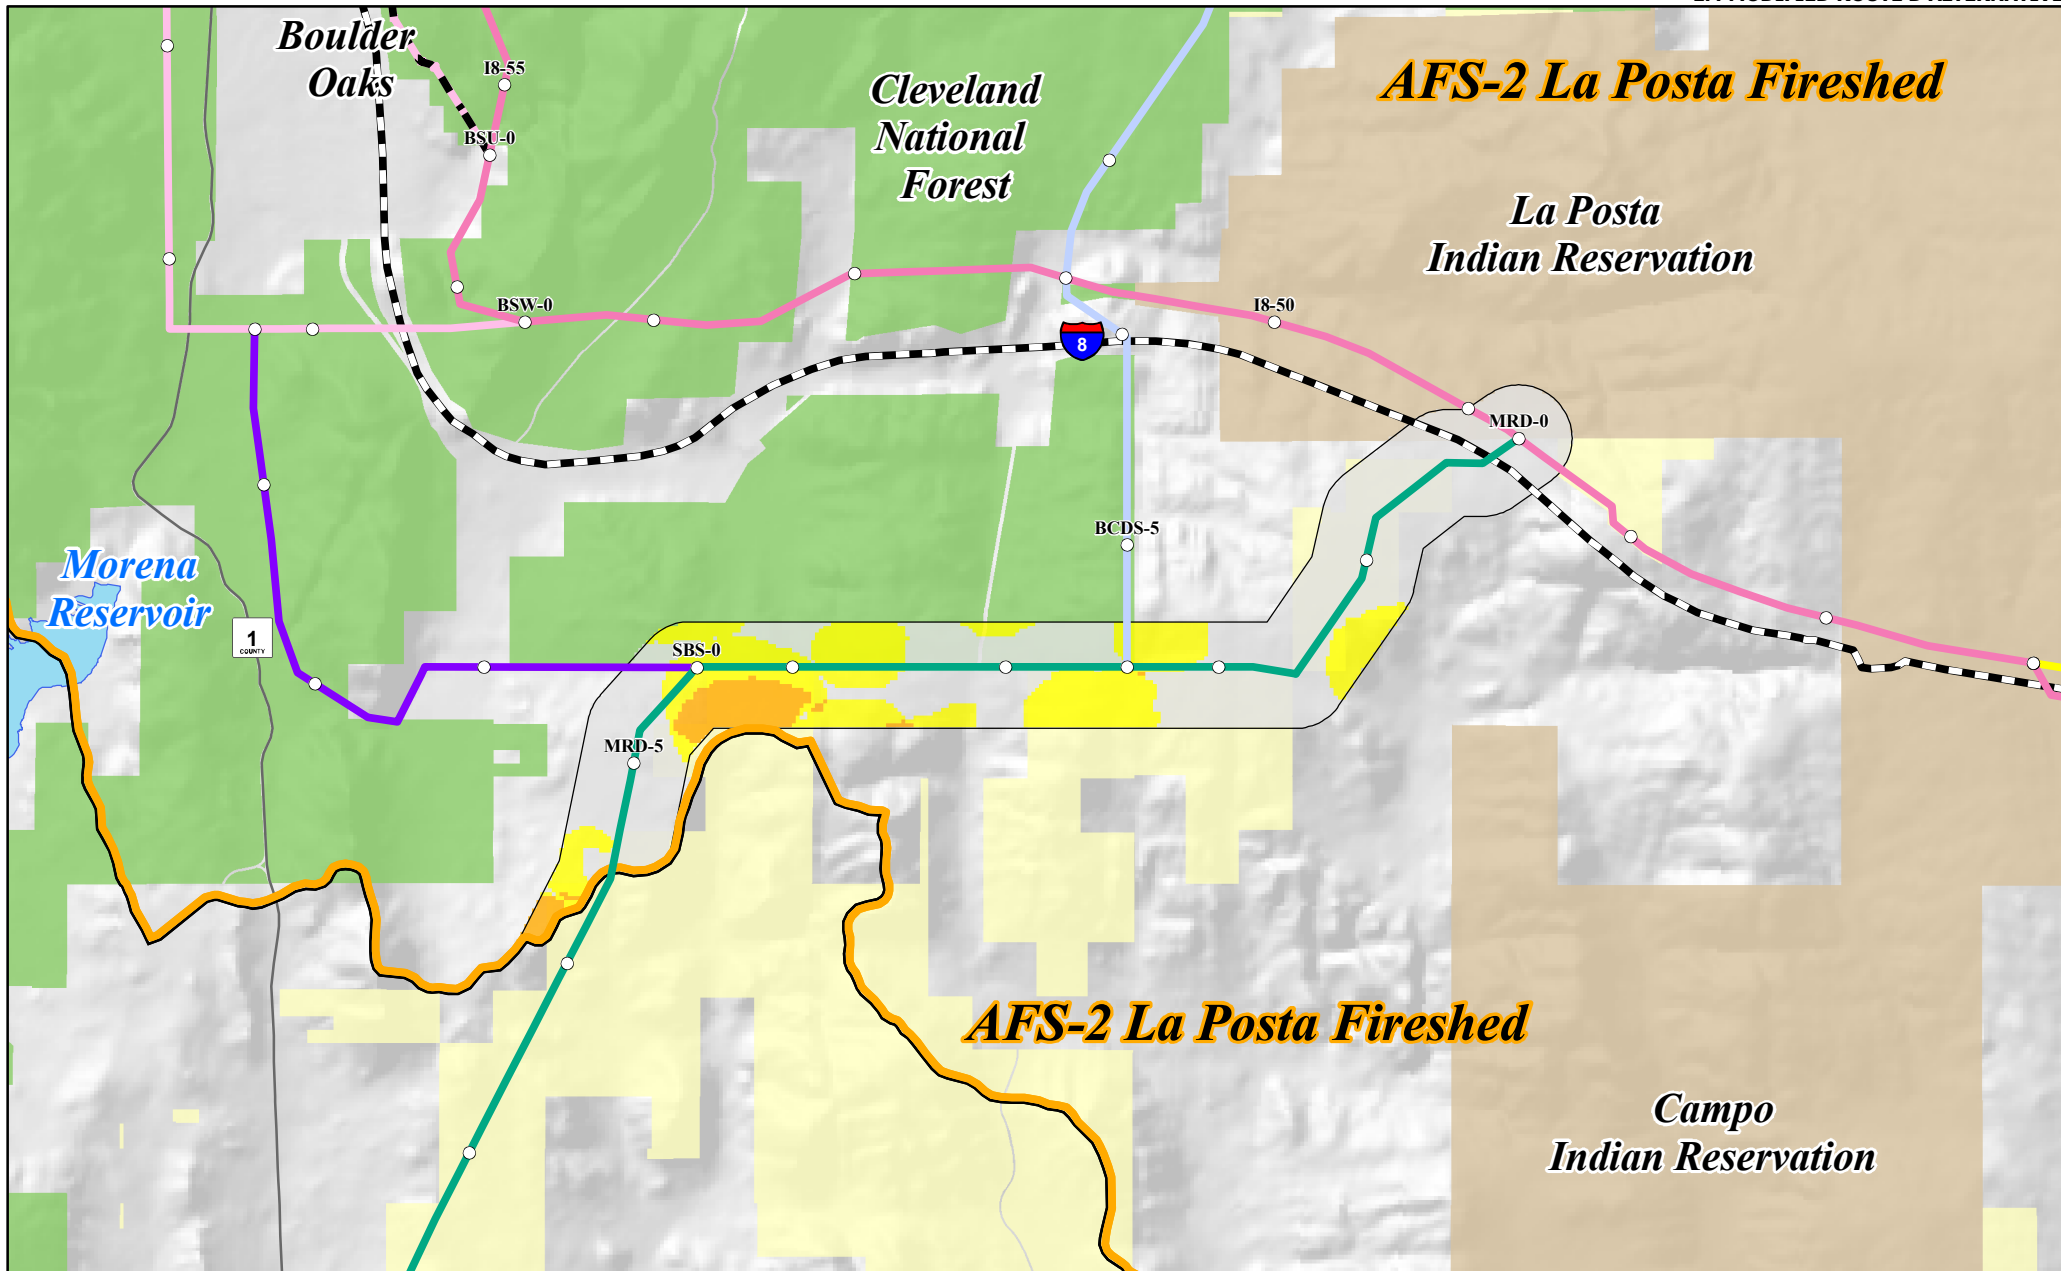 Boulder
Oaks
I8-55
BSU-0
Cleveland
National
Forest
AFS-2 La Posta Fireshed
La Posta
Indian Reservation
BSW-0
I8-50
8
MRD-0
BCDS-5
Morena
Reservoir
1
COUNTY
SBS-0
MRD-5
AFS-2 La Posta Fireshed
Campo
Indian Reservation